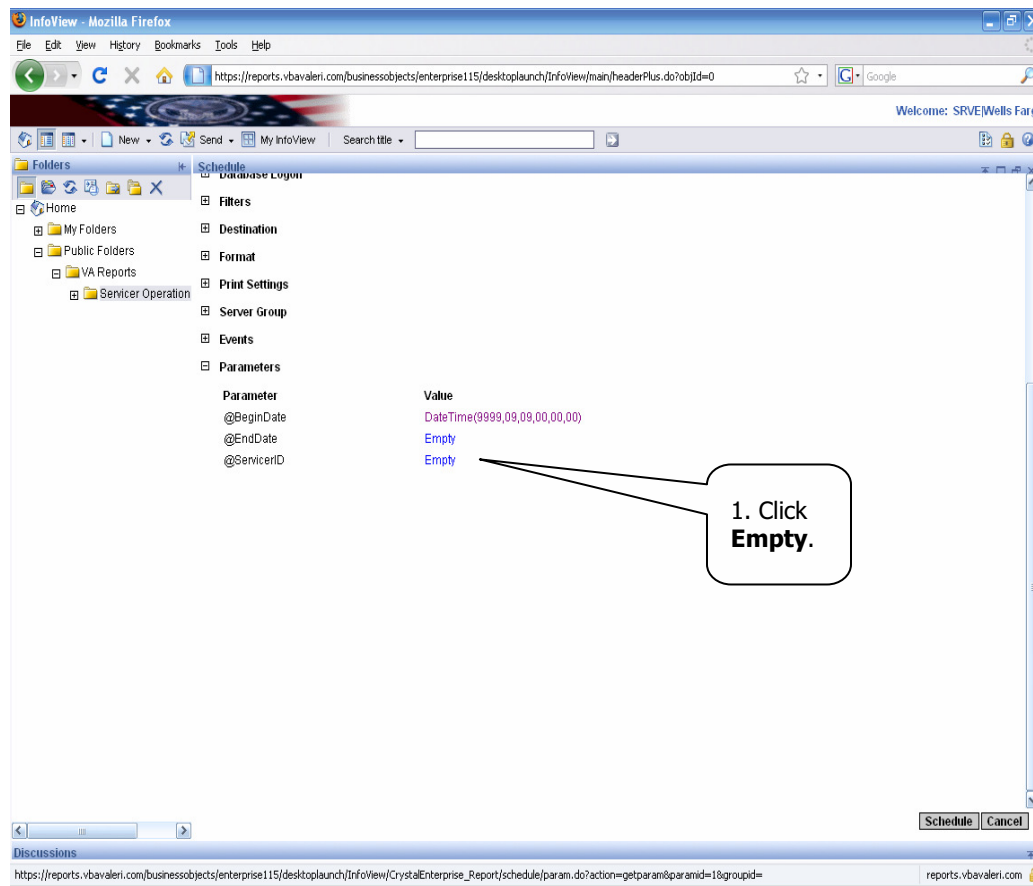 InfoView - Mozilla Firefox
File Edit View History Bookmarks Tools Help
https://reports.vbavaleri.com/businessobjects/enterprise115/desktoplaunch/InfoView/main/headerPlus.do?objId=0
G Google
Welcome: SRVE|Wells Farg
New Send My InfoView Search title
Folders
Schedule
Database Logon
Home
My Folders
Public Folders
VA Reports
Servicer Operation
Filters
Destination
Format
Print Settings
Server Group
Events
Parameters
Parameter Value
@BeginDate DateTime(9999,09,09,00,00,00)
@EndDate Empty
@ServicerID Empty
1. Click
Empty.
Schedule Cancel
Discussions
https://reports.vbavaleri.com/businessobjects/enterprise115/desktoplaunch/InfoView/CrystalEnterprise_Report/schedule/param.do?action=getparam&paramid=1&groupid= reports.vbavaleri.com